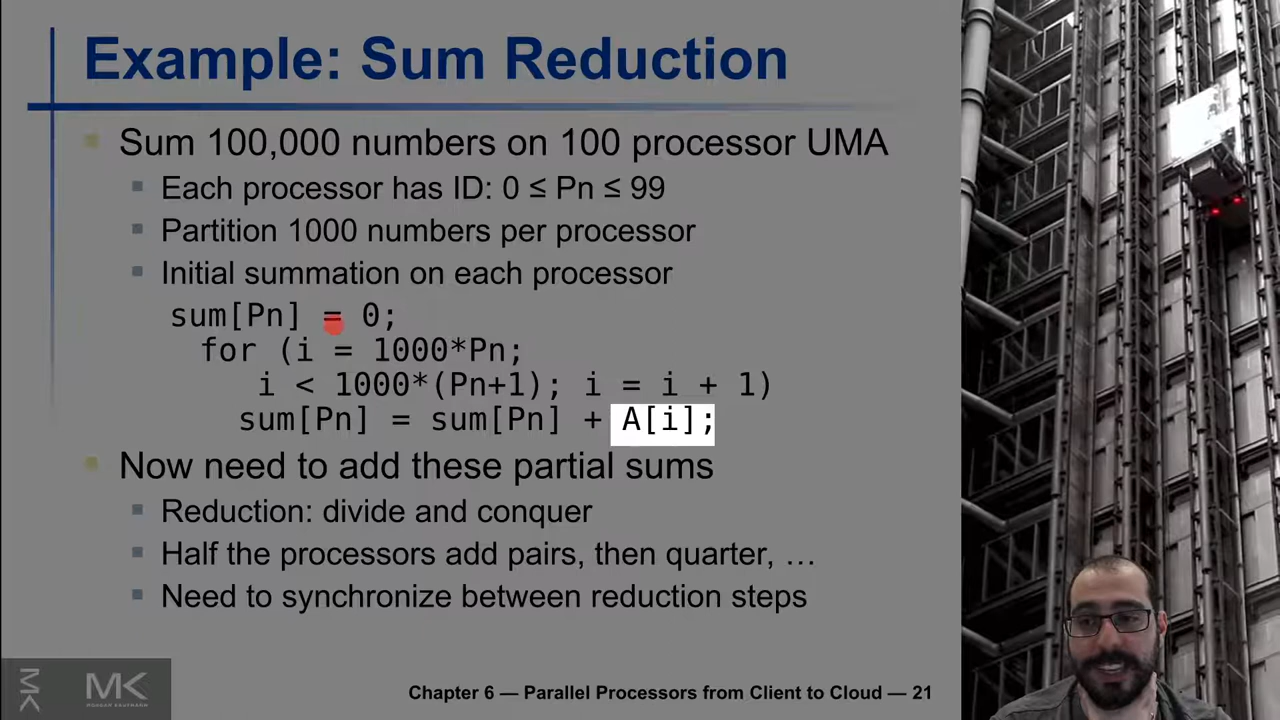 Example: Sum Reduction
Sum 100,000 numbers on 100 processor UMA
Each processor has ID: 0 ≤ Pn ≤ 99
Partition 1000 numbers per processor
Initial summation on each processor
sum[Pn] = 0;
for (i = 1000*Pn;
i < 1000*(Pn+1); i = i + 1)
sum[Pn] = sum[Pn] + A[i];
Now need to add these partial sums
Reduction: divide and conquer
Half the processors add pairs, then quarter, …
Need to synchronize between reduction steps
MK
MK
MORGAN KAUFMANN
Chapter 6 — Parallel Processors from Client to Cloud — 21